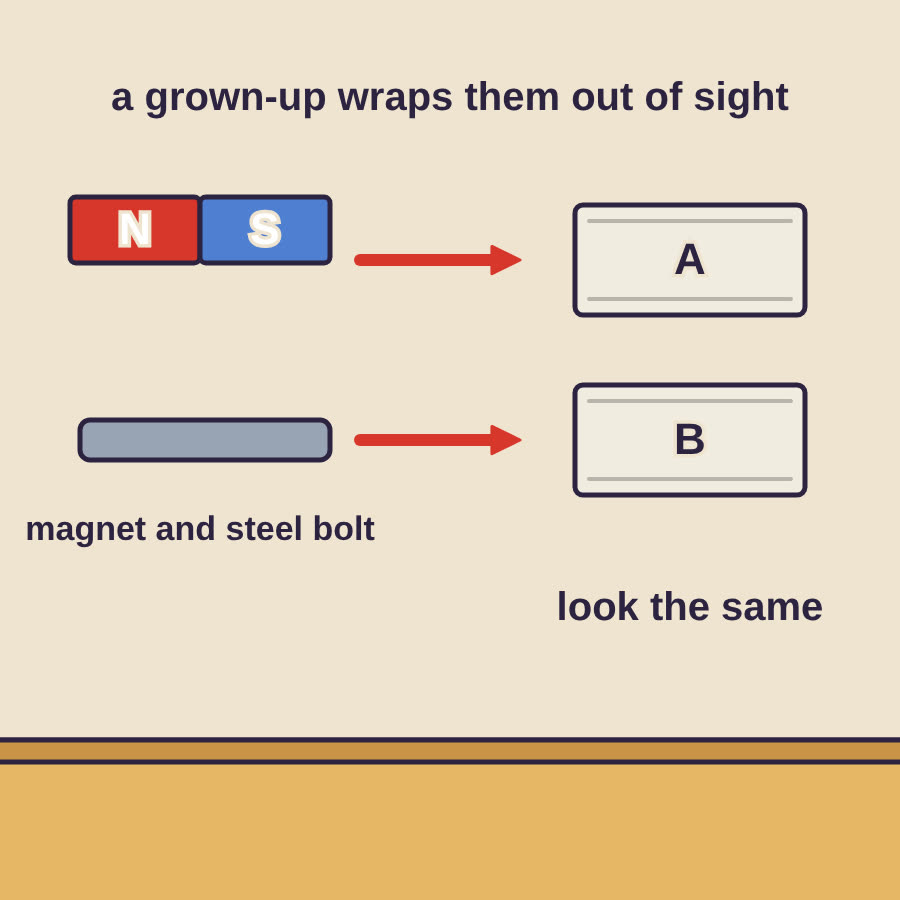 a grown-up wraps them out of sight
N S
A
B
magnet and steel bolt
look the same